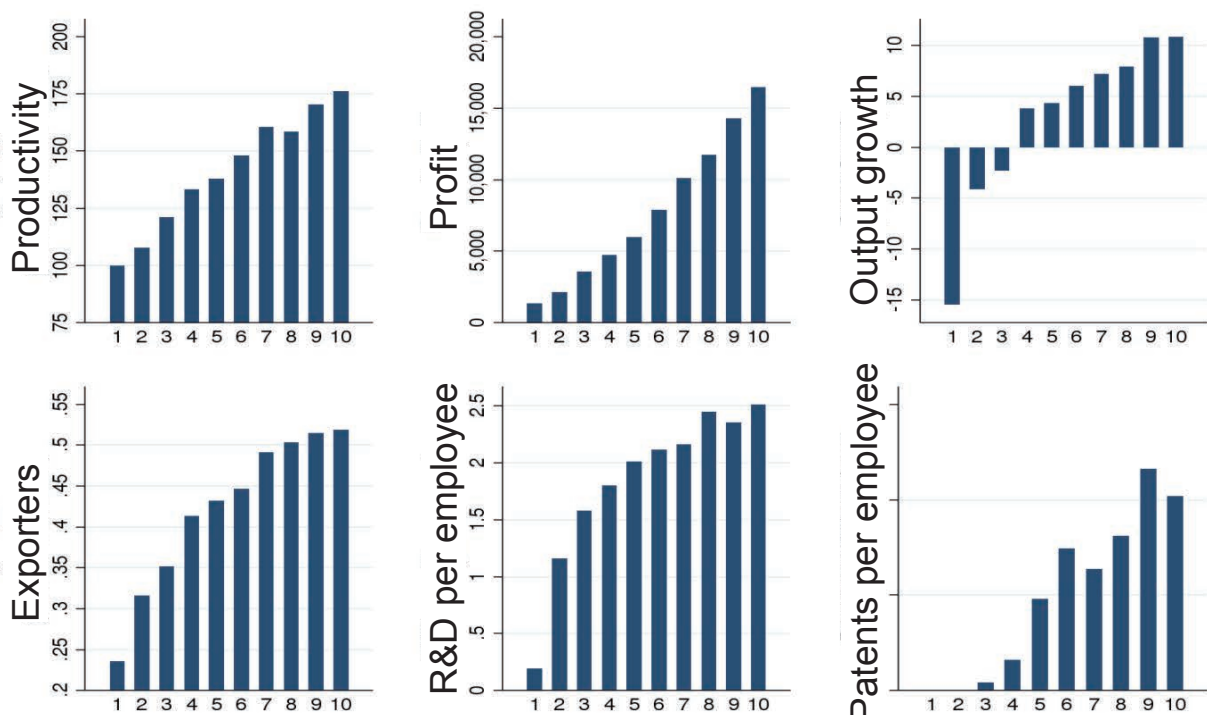 Productivity
200
175
150
125
100
75
1 2 3 4 5 6 7 8 9 10
Profit
20,000
15,000
10,000
5,000
0
1 2 3 4 5 6 7 8 9 10
Output growth
10
5
0
-5
-10
-15
1 2 3 4 5 6 7 8 9 10
Exporters
.55
.5
.45
.4
.35
.3
.25
.2
1 2 3 4 5 6 7 8 9 10
R&D per employee
2.5
2
1.5
1
.5
0
1 2 3 4 5 6 7 8 9 10
Patents per employee
1 2 3 4 5 6 7 8 9 10